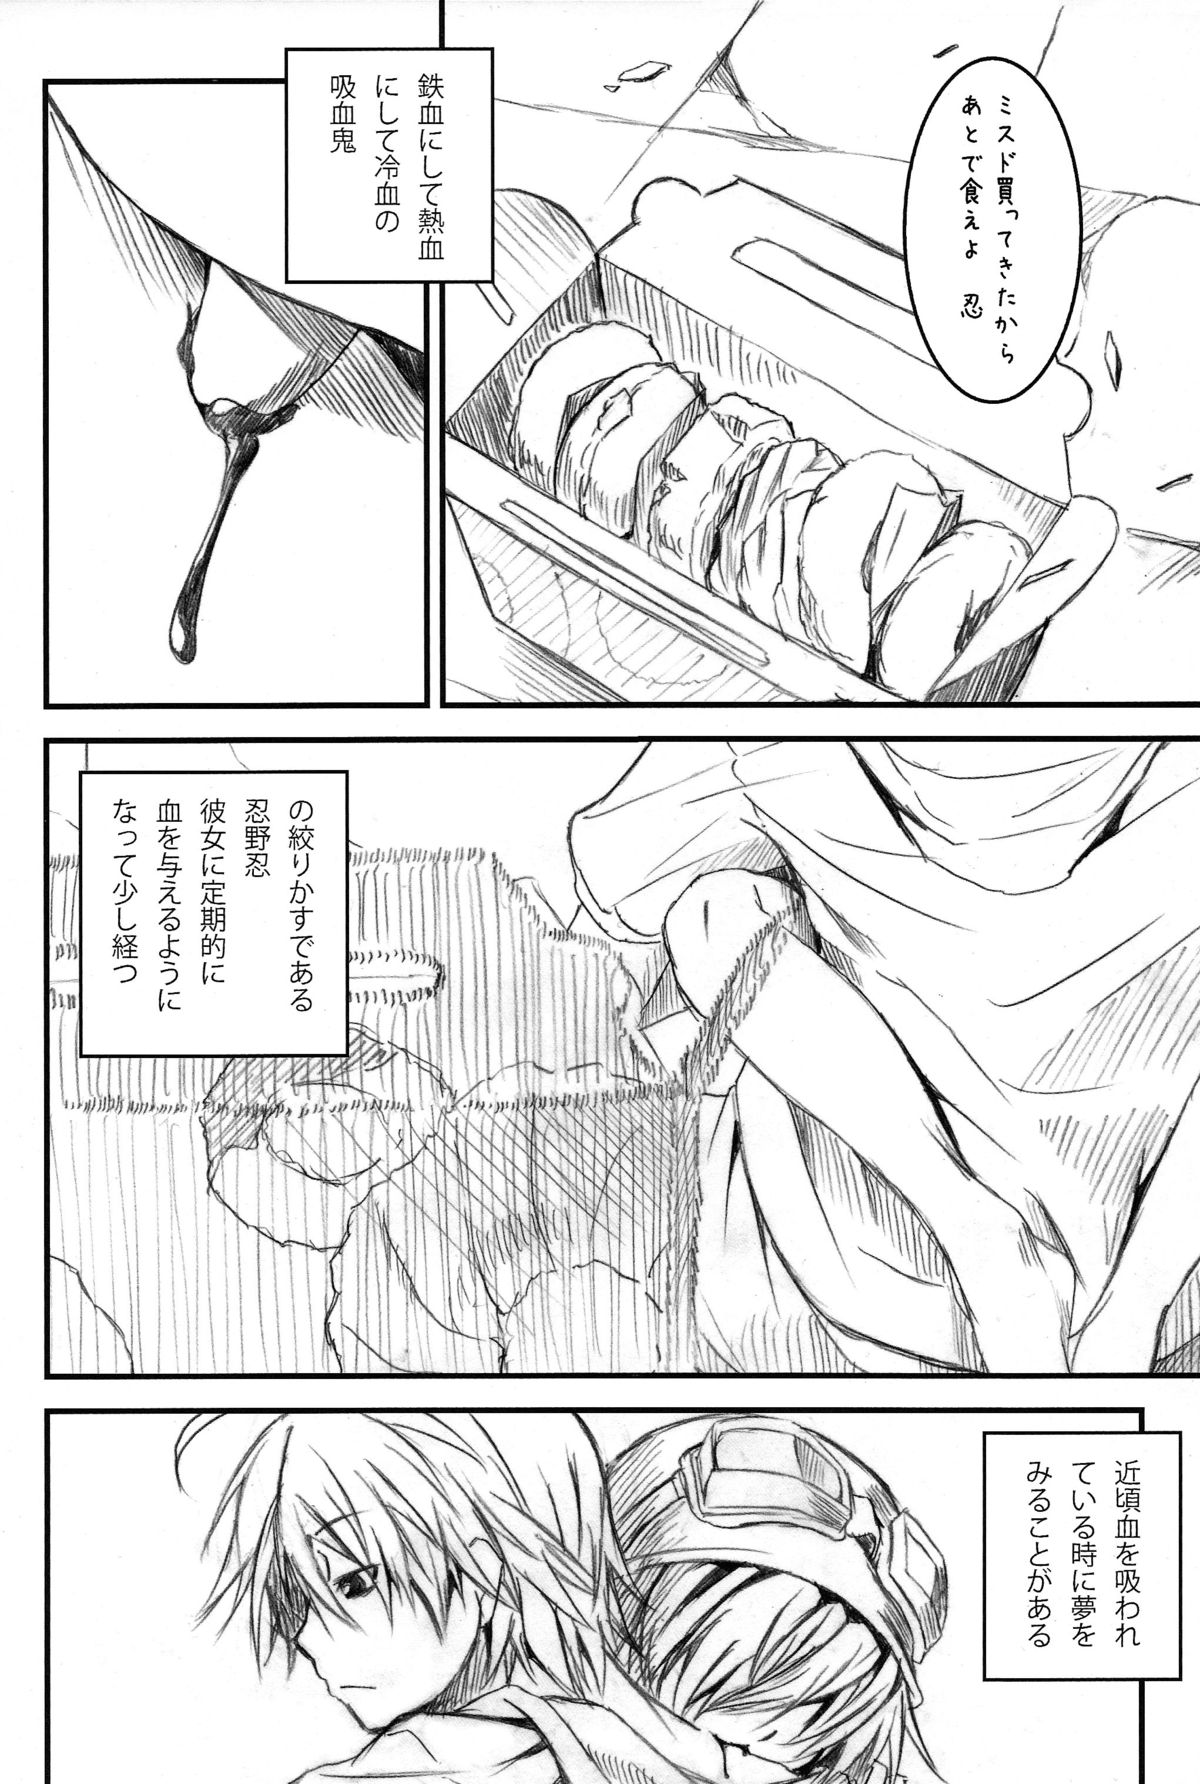 ミスド買ってきたから
あとで食えよ 忍
鉄血にして熱血
にして冷血の
吸血鬼
の絞りかすである
忍野忍
彼女に定期的に
血を与えるように
なって少し経つ
近頃血を吸われ
ている時に夢を
みることがある